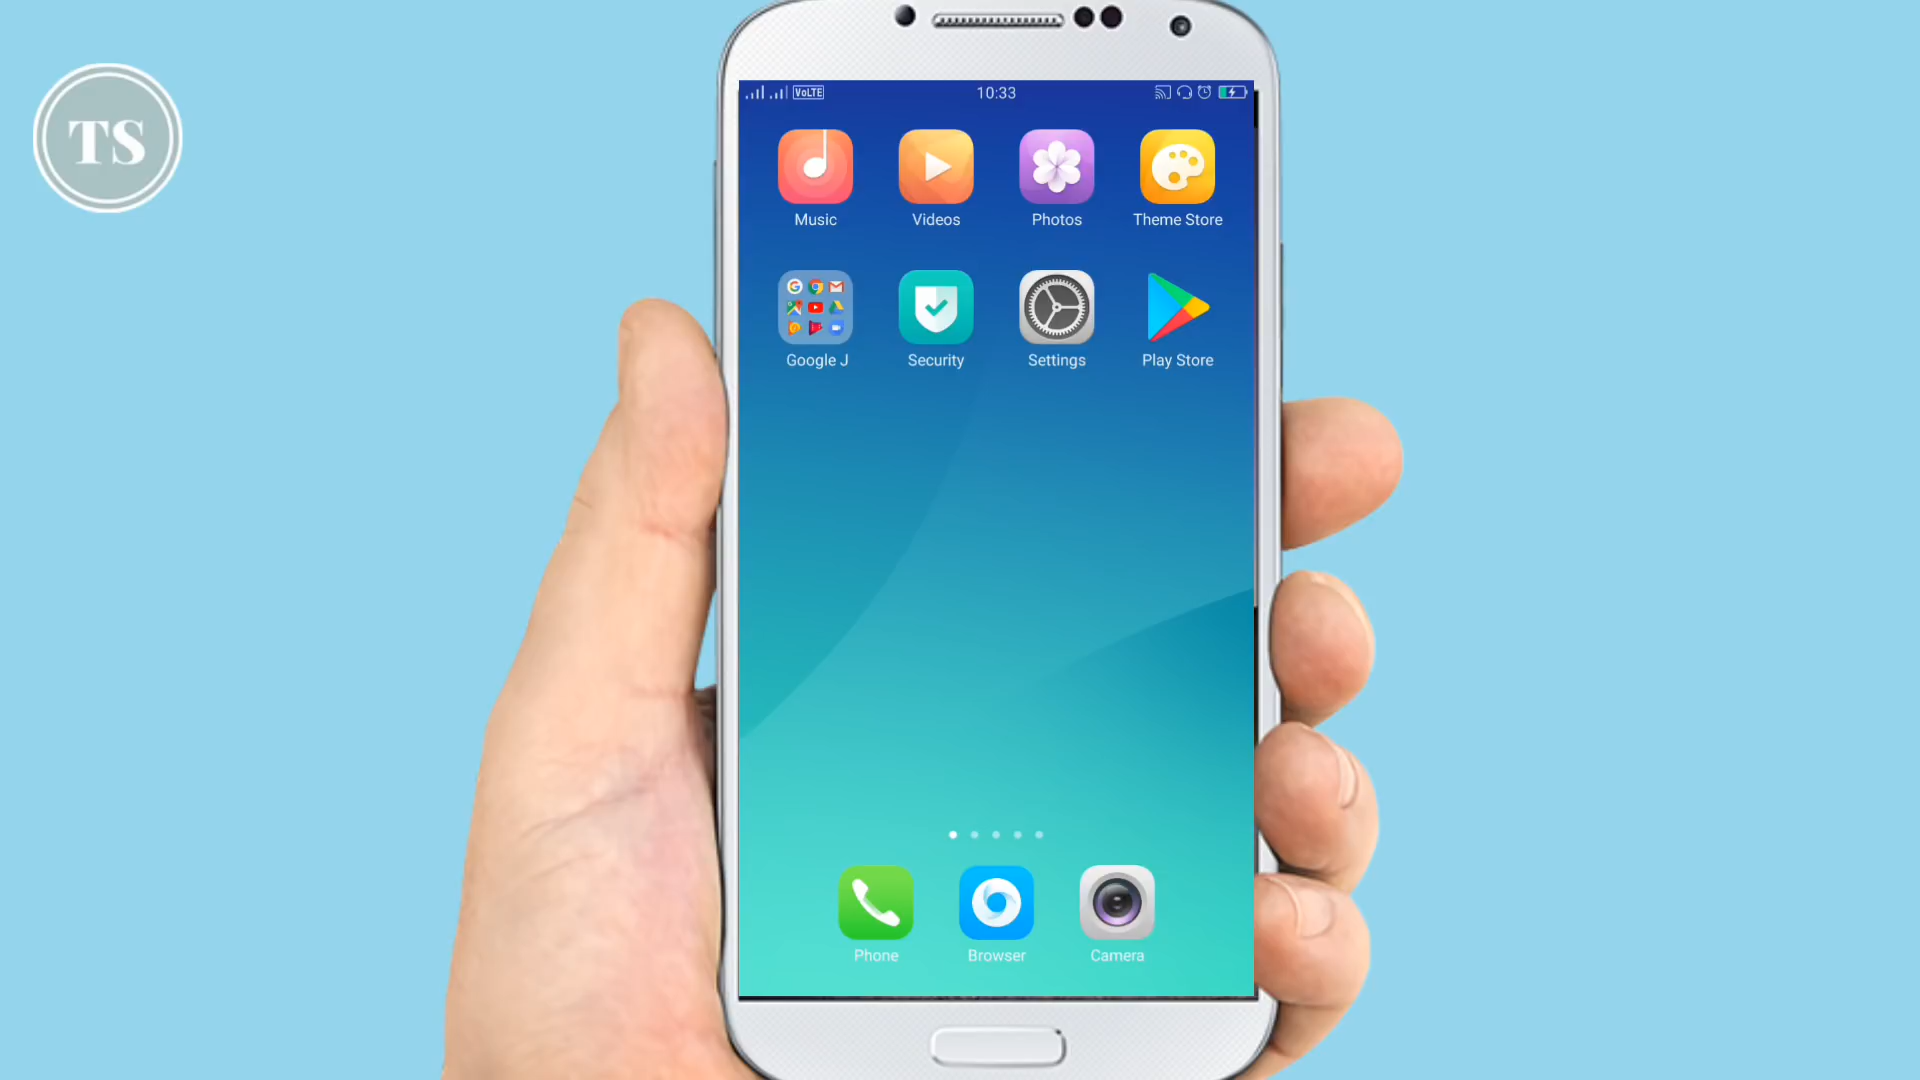 TS
VoLTE 10:33
Music Videos Photos Theme Store
Google J Security Settings Play Store
Phone Browser Camera